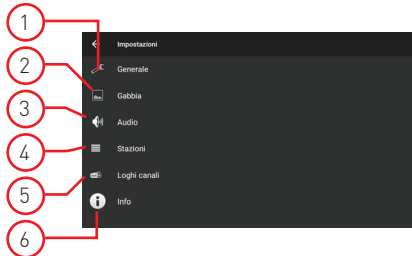 1
Impostazioni
2
Generale
Gabbia
3
Audio
4
Stazioni
5
Loghi canali
6
Info